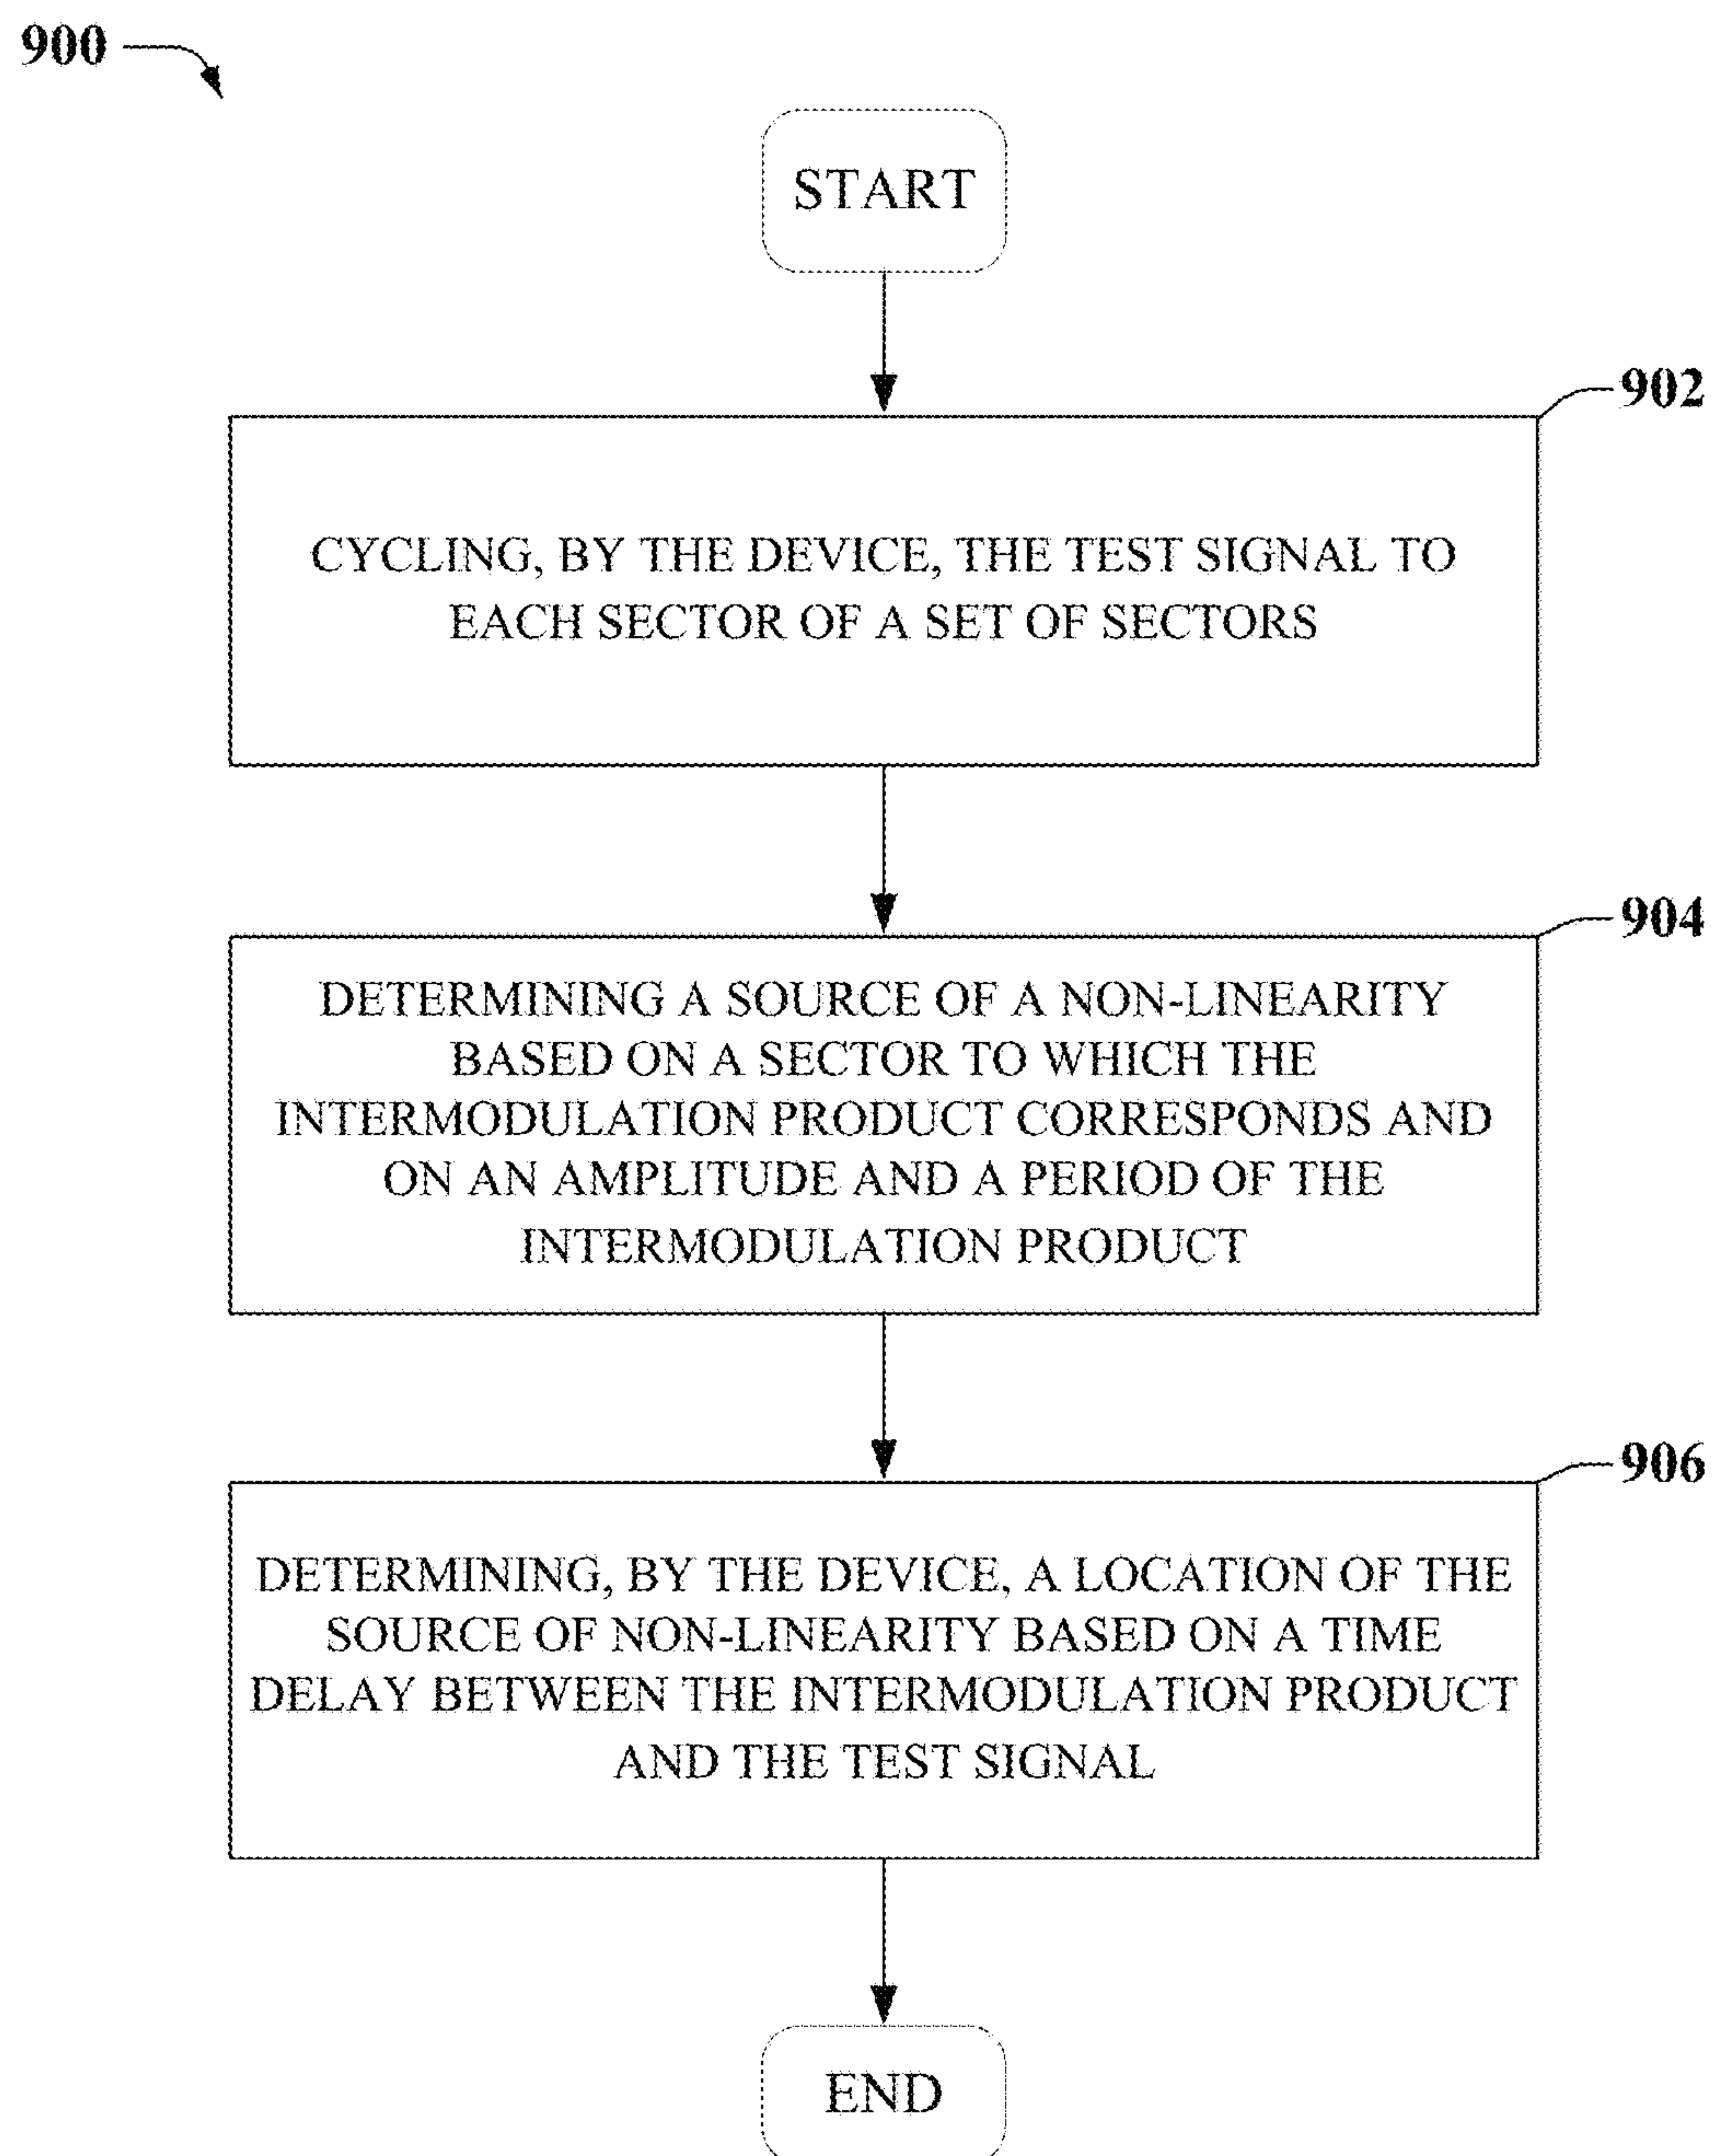 900
START
902
CYCLING, BY THE DEVICE, THE TEST SIGNAL TO
EACH SECTOR OF A SET OF SECTORS
904
DETERMINING A SOURCE OF A NON-LINEARITY
BASED ON A SECTOR TO WHICH THE
INTERMODULATION PRODUCT CORRESPONDS AND
ON AN AMPLITUDE AND A PERIOD OF THE
INTERMODULATION PRODUCT
906
DETERMINING, BY THE DEVICE, A LOCATION OF THE
SOURCE OF NON-LINEARITY BASED ON A TIME
DELAY BETWEEN THE INTERMODULATION PRODUCT
AND THE TEST SIGNAL
END